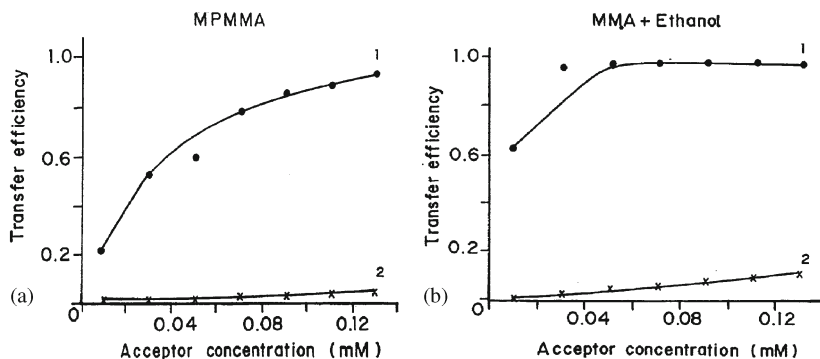 MPMMA
MMA + Ethanol
1
1.0
0.6
0.2
2
Transfer efficiency
(a)
0.04
0.08
0.12
Acceptor concentration (mM)
1
1.0
0.6
0.2
2
Transfer efficiency
(b)
0
0.04
0.08
0.12
Acceptor concentration (mM)